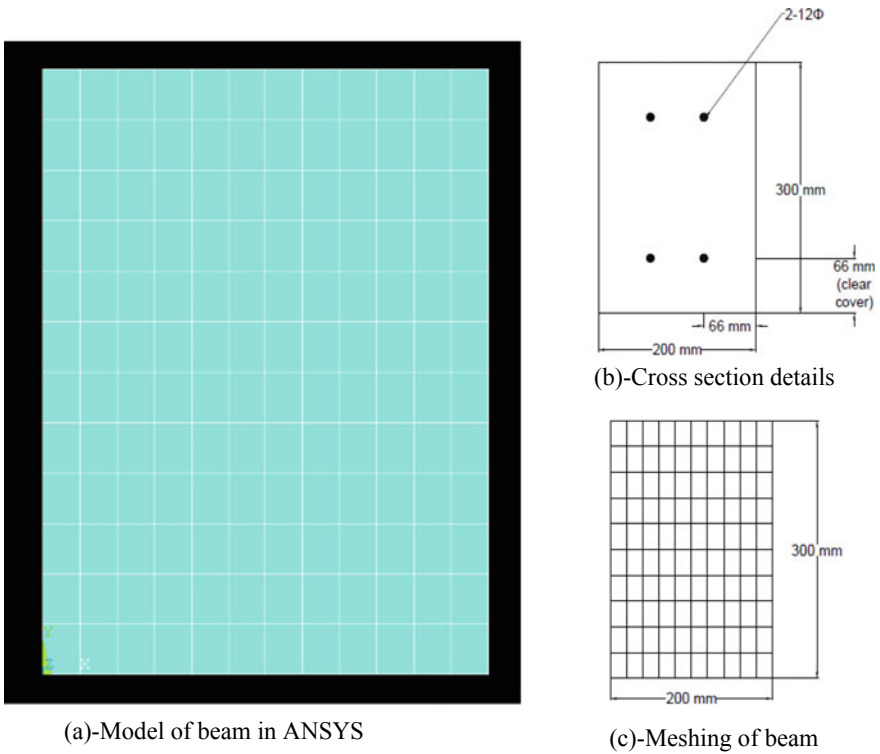 Y
Z
X
(a)-Model of beam in ANSYS
2-12Φ
300 mm
66 mm
(clear
cover)
66 mm
200 mm
(b)-Cross section details
300 mm
200 mm
(c)-Meshing of beam